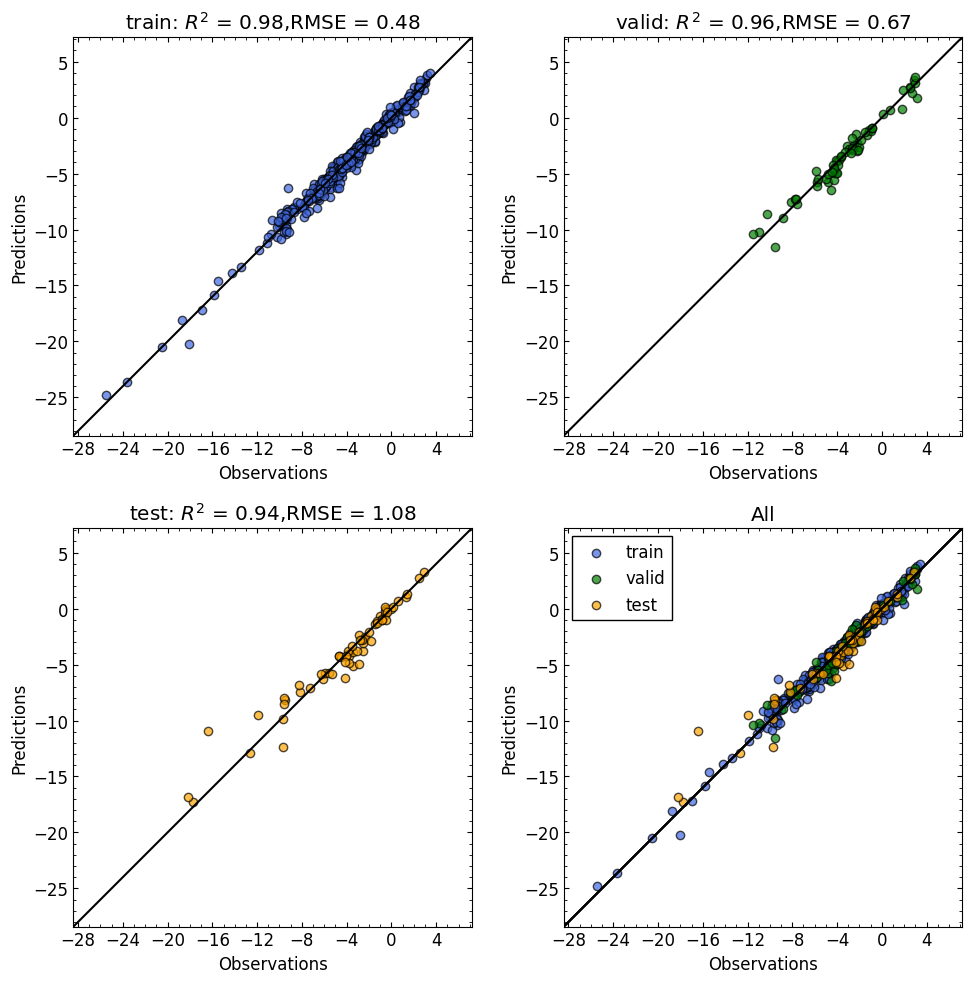 train: R² = 0.98,RMSE = 0.48
5
0
−5
−10
−15
−20
−25
Predictions
−28 −24 −20 −16 −12 −8 −4 0 4
Observations
valid: R² = 0.96,RMSE = 0.67
5
0
−5
−10
−15
−20
−25
Predictions
−28 −24 −20 −16 −12 −8 −4 0 4
Observations
test: R² = 0.94,RMSE = 1.08
5
0
−5
−10
−15
−20
−25
Predictions
−28 −24 −20 −16 −12 −8 −4 0 4
Observations
All
train
valid
test
5
0
−5
−10
−15
−20
−25
Predictions
−28 −24 −20 −16 −12 −8 −4 0 4
Observations